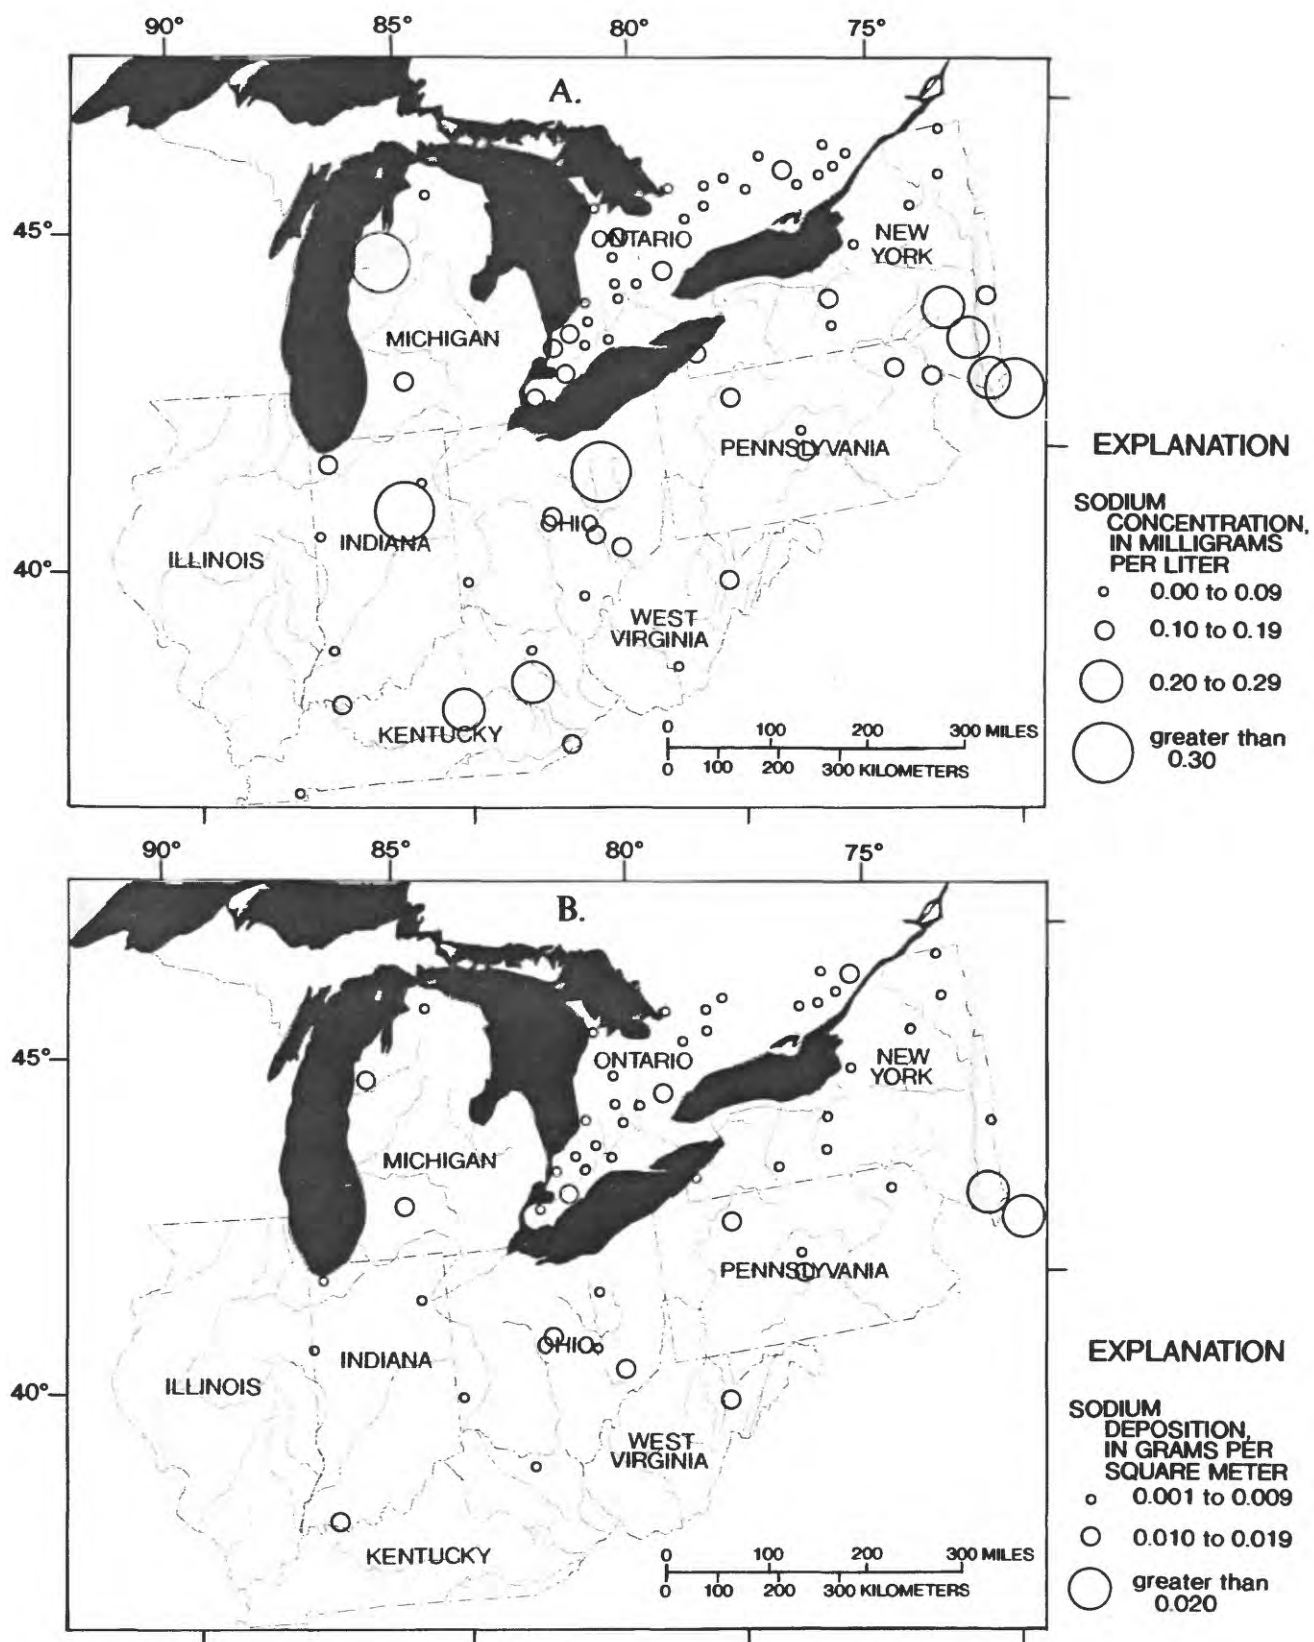 90° 85° 80° 75°
A.
45°
ONTARIO
NEW
YORK
MICHIGAN
PENNSLYVANIA
EXPLANATION
SODIUM
CONCENTRATION,
IN MILLIGRAMS
PER LITER
0.00 to 0.09
0.10 to 0.19
0.20 to 0.29
greater than
0.30
OHIO
INDIANA
ILLINOIS
40°
WEST
VIRGINIA
KENTUCKY
0 100 200 300 MILES
0 100 200 300 KILOMETERS
90° 85° 80° 75°
B.
45°
ONTARIO
NEW
YORK
MICHIGAN
PENNSLYVANIA
OHIO
INDIANA
ILLINOIS
40°
WEST
VIRGINIA
KENTUCKY
0 100 200 300 MILES
0 100 200 300 KILOMETERS
EXPLANATION
SODIUM
DEPOSITION,
IN GRAMS PER
SQUARE METER
0.001 to 0.009
0.010 to 0.019
greater than
0.020